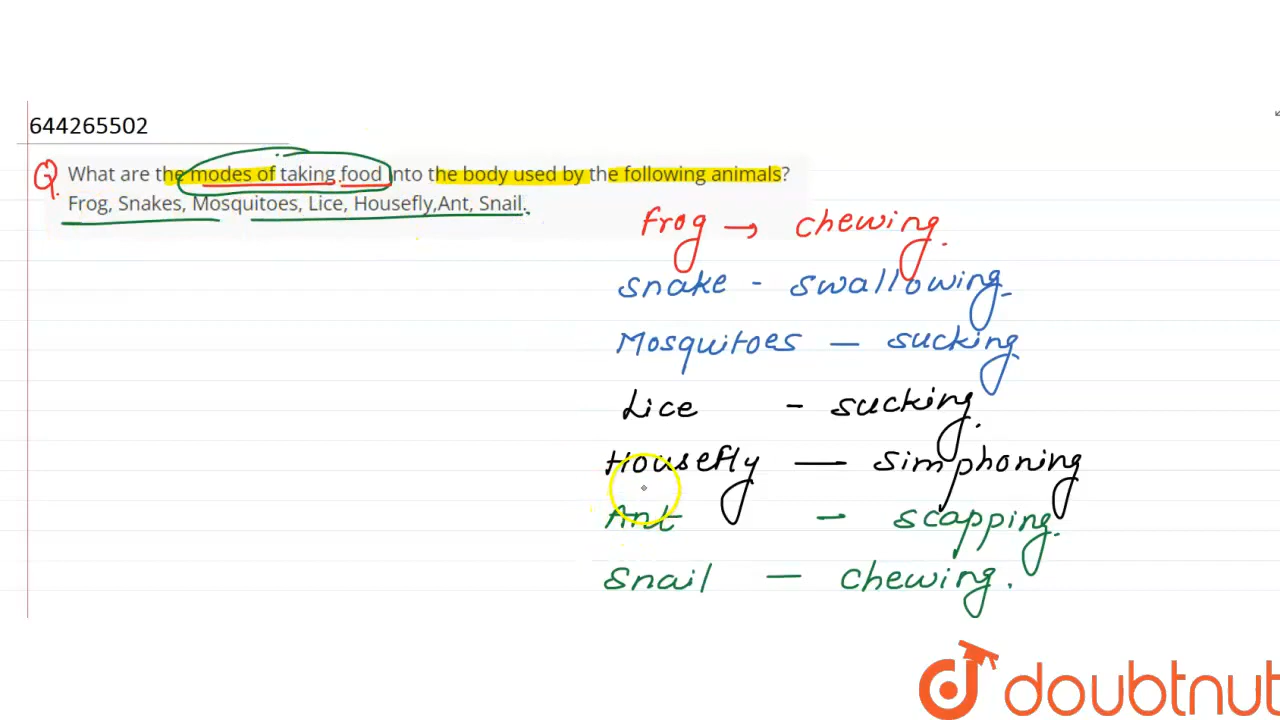 644265502
Q. What are the modes of taking food into the body used by the following animals?
Frog, Snakes, Mosquitoes, Lice, Housefly,Ant, Snail.
frog → chewing.
snake - swallowing.
Mosquitoes — sucking
Lice - sucking.
Housefly — simphoning
Ant - scapping.
snail — chewing.
doubtnut